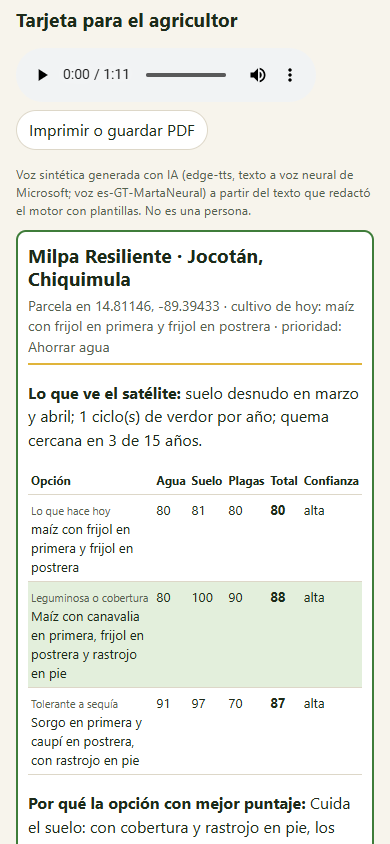 Tarjeta para el agricultor
0:00 / 1:11
Imprimir o guardar PDF
Voz sintética generada con IA (edge-tts, texto a voz neural de
Microsoft; voz es-GT-MartaNeural) a partir del texto que redactó
el motor con plantillas. No es una persona.
Milpa Resiliente · Jocotán,
Chiquimula
Parcela en 14.81146, -89.39433 · cultivo de hoy: maíz
con frijol en primera y frijol en postrera · prioridad:
Ahorrar agua
Lo que ve el satélite: suelo desnudo en marzo
y abril; 1 ciclo(s) de verdor por año; quema
cercana en 3 de 15 años.
Opción Agua Suelo Plagas Total Confianza
Lo que hace hoy 80 81 80 80 alta
maíz con frijol en
primera y frijol en
postrera
Leguminosa o cobertura 80 100 90 88 alta
Maíz con canavalia
en primera, frijol en
postrera y rastrojo
en pie
Tolerante a sequía 91 97 70 87 alta
Sorgo en primera y
caupí en postrera,
con rastrojo en pie
Por qué la opción con mejor puntaje: Cuida
el suelo: con cobertura y rastrojo en pie, los